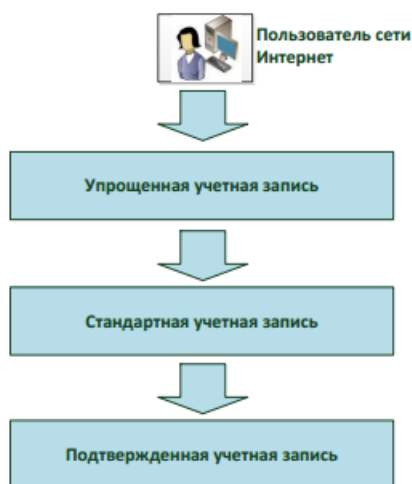 Пользователь сети
Интернет
Упрощенная учетная запись
Стандартная учетная запись
Подтвержденная учетная запись